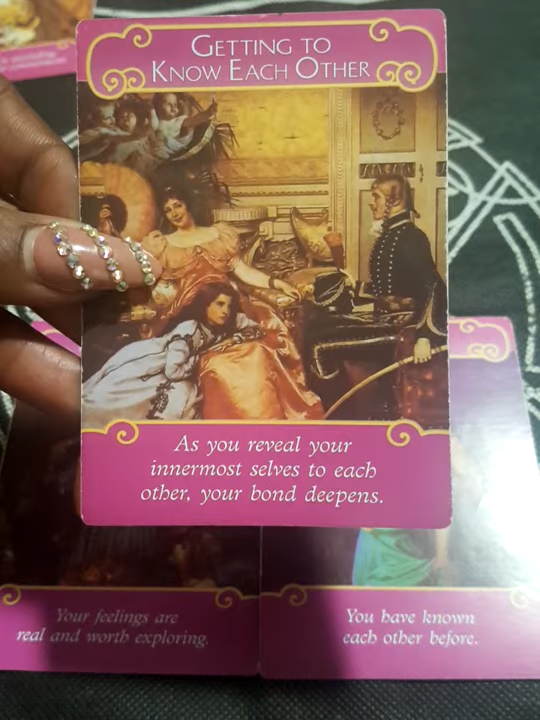 GETTING TO
KNOW EACH OTHER
As you reveal your
innermost selves to each
other, your bond deepens.
Your feelings are
real and worth exploring.
You have known
each other before.